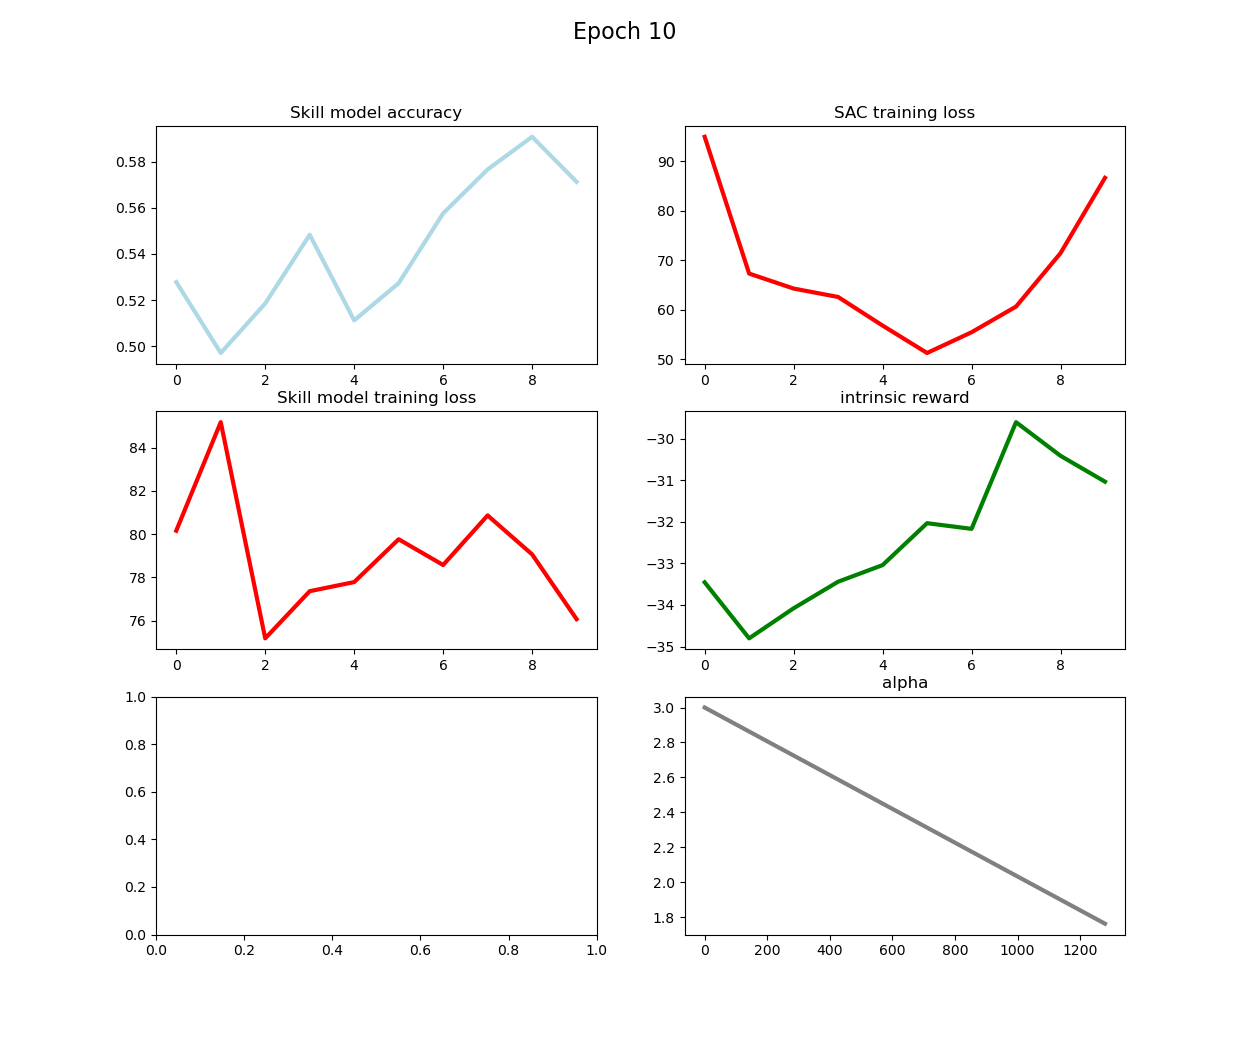 Epoch 10
Skill model accuracy
0.58
0.56
0.54
0.52
0.50
0 2 4 6 8
SAC training loss
90
80
70
60
50
0 2 4 6 8
Skill model training loss
84
82
80
78
76
0 2 4 6 8
intrinsic reward
−30
−31
−32
−33
−34
−35
0 2 4 6 8
1.0
0.8
0.6
0.4
0.2
0.0
0.0 0.2 0.4 0.6 0.8 1.0
alpha
3.0
2.8
2.6
2.4
2.2
2.0
1.8
0 200 400 600 800 1000 1200